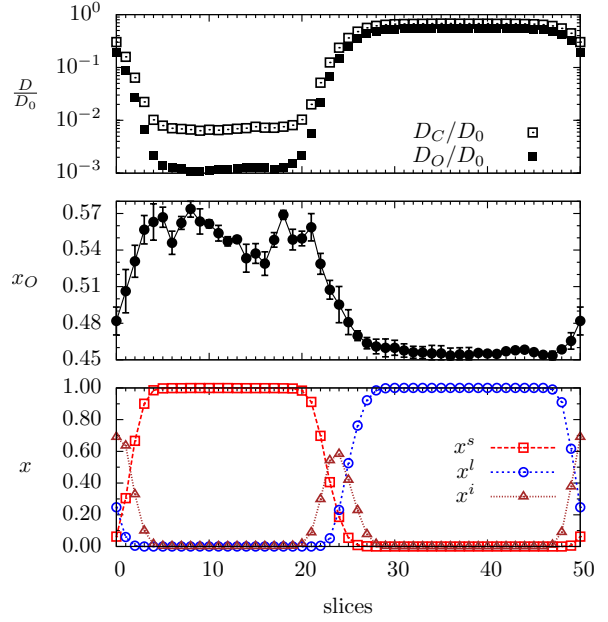 10^0
10^{-1}
10^{-2}
10^{-3}
D/D_0
D_C/D_0
D_O/D_0
0.57
0.54
0.51
0.48
0.45
x_O
1.00
0.80
0.60
0.40
0.20
0.00
x
x^s
x^l
x^i
0 10 20 30 40 50
slices